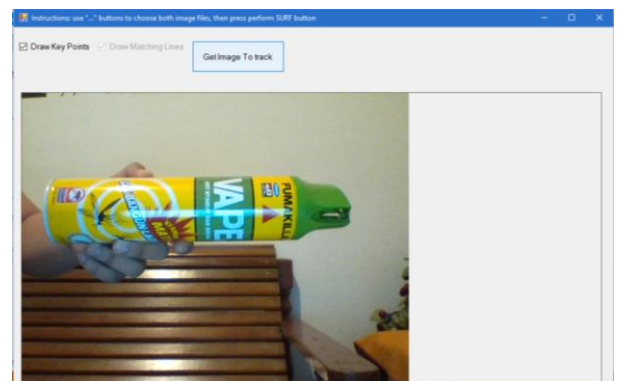 Instructions: use "..." buttons to choose both image files, then press perform SURF button
Draw Key Points Draw Matching Lines
Get Image To track
VAPE
FUMAKILLA